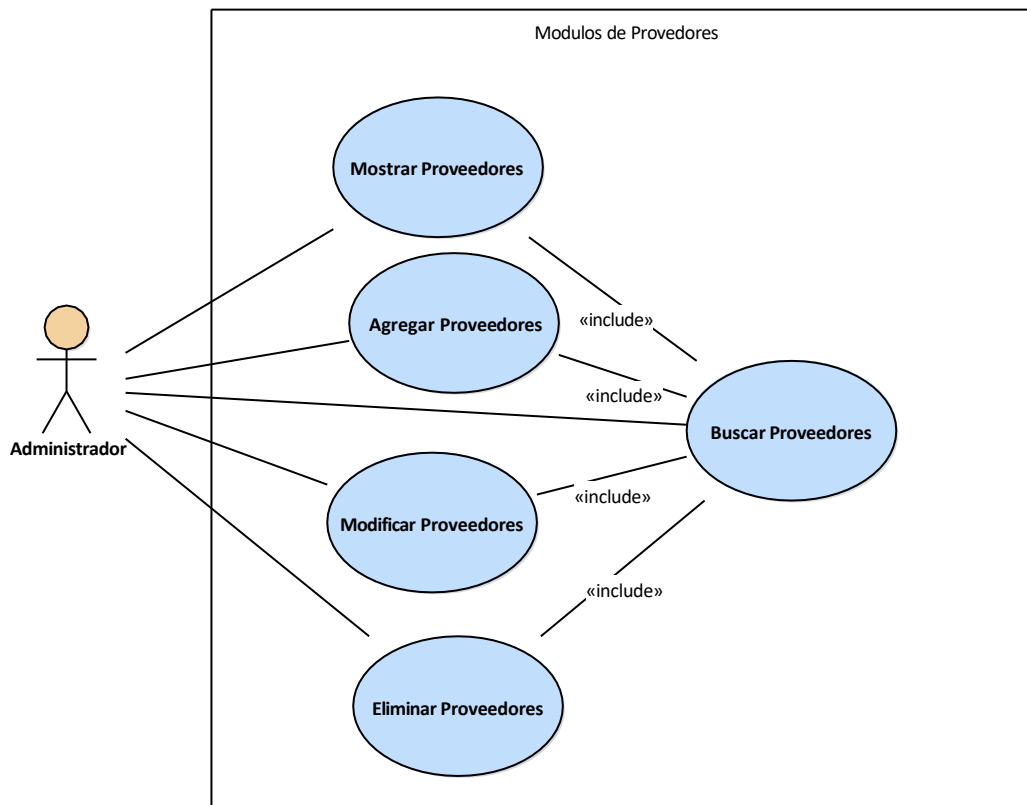 Modulos de Provedores
Mostrar Proveedores
Agregar Proveedores
«include»
«include»
Buscar Proveedores
Administrador
«include»
Modificar Proveedores
«include»
Eliminar Proveedores